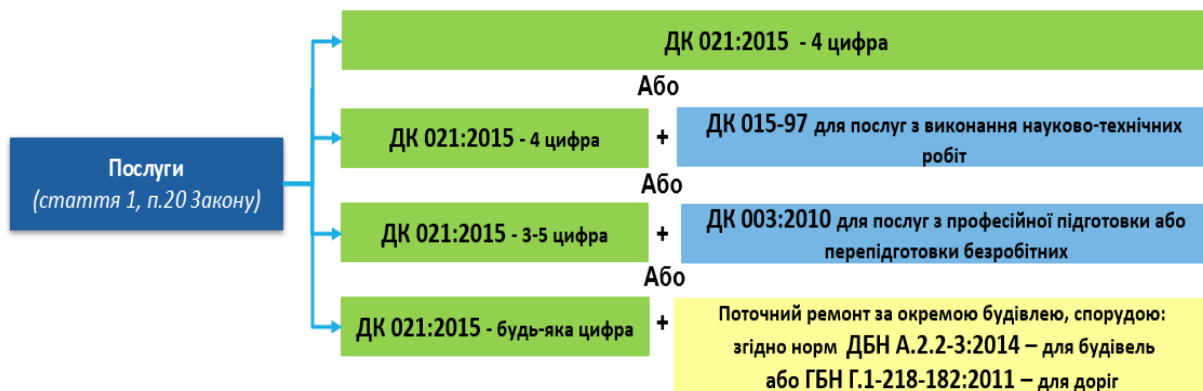 ДК 021:2015 - 4 цифра
Або
ДК 021:2015 - 4 цифра
+
ДК 015-97 для послуг з виконання науково-технічних
робіт
Послуги
(стаття 1, п.20 Закону)
Або
ДК 021:2015 - 3-5 цифра
+
ДК 003:2010 для послуг з професійної підготовки або
перепідготовки безробітних
Або
ДК 021:2015 - будь-яка цифра
+
Поточний ремонт за окремою будівлею, спорудою:
згідно норм ДБН А.2.2-3:2014 – для будівель
або ГБН Г.1-218-182:2011 – для доріг